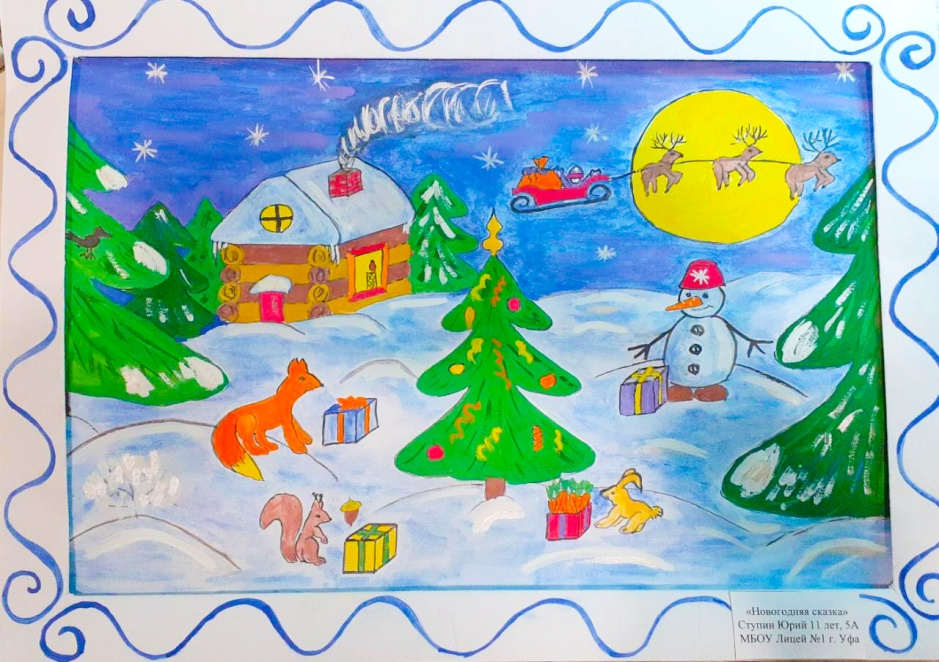 «Новогодняя сказка»
Ступин Юрий 11 лет, 5А
МБОУ Лицей №1 г. Уфа